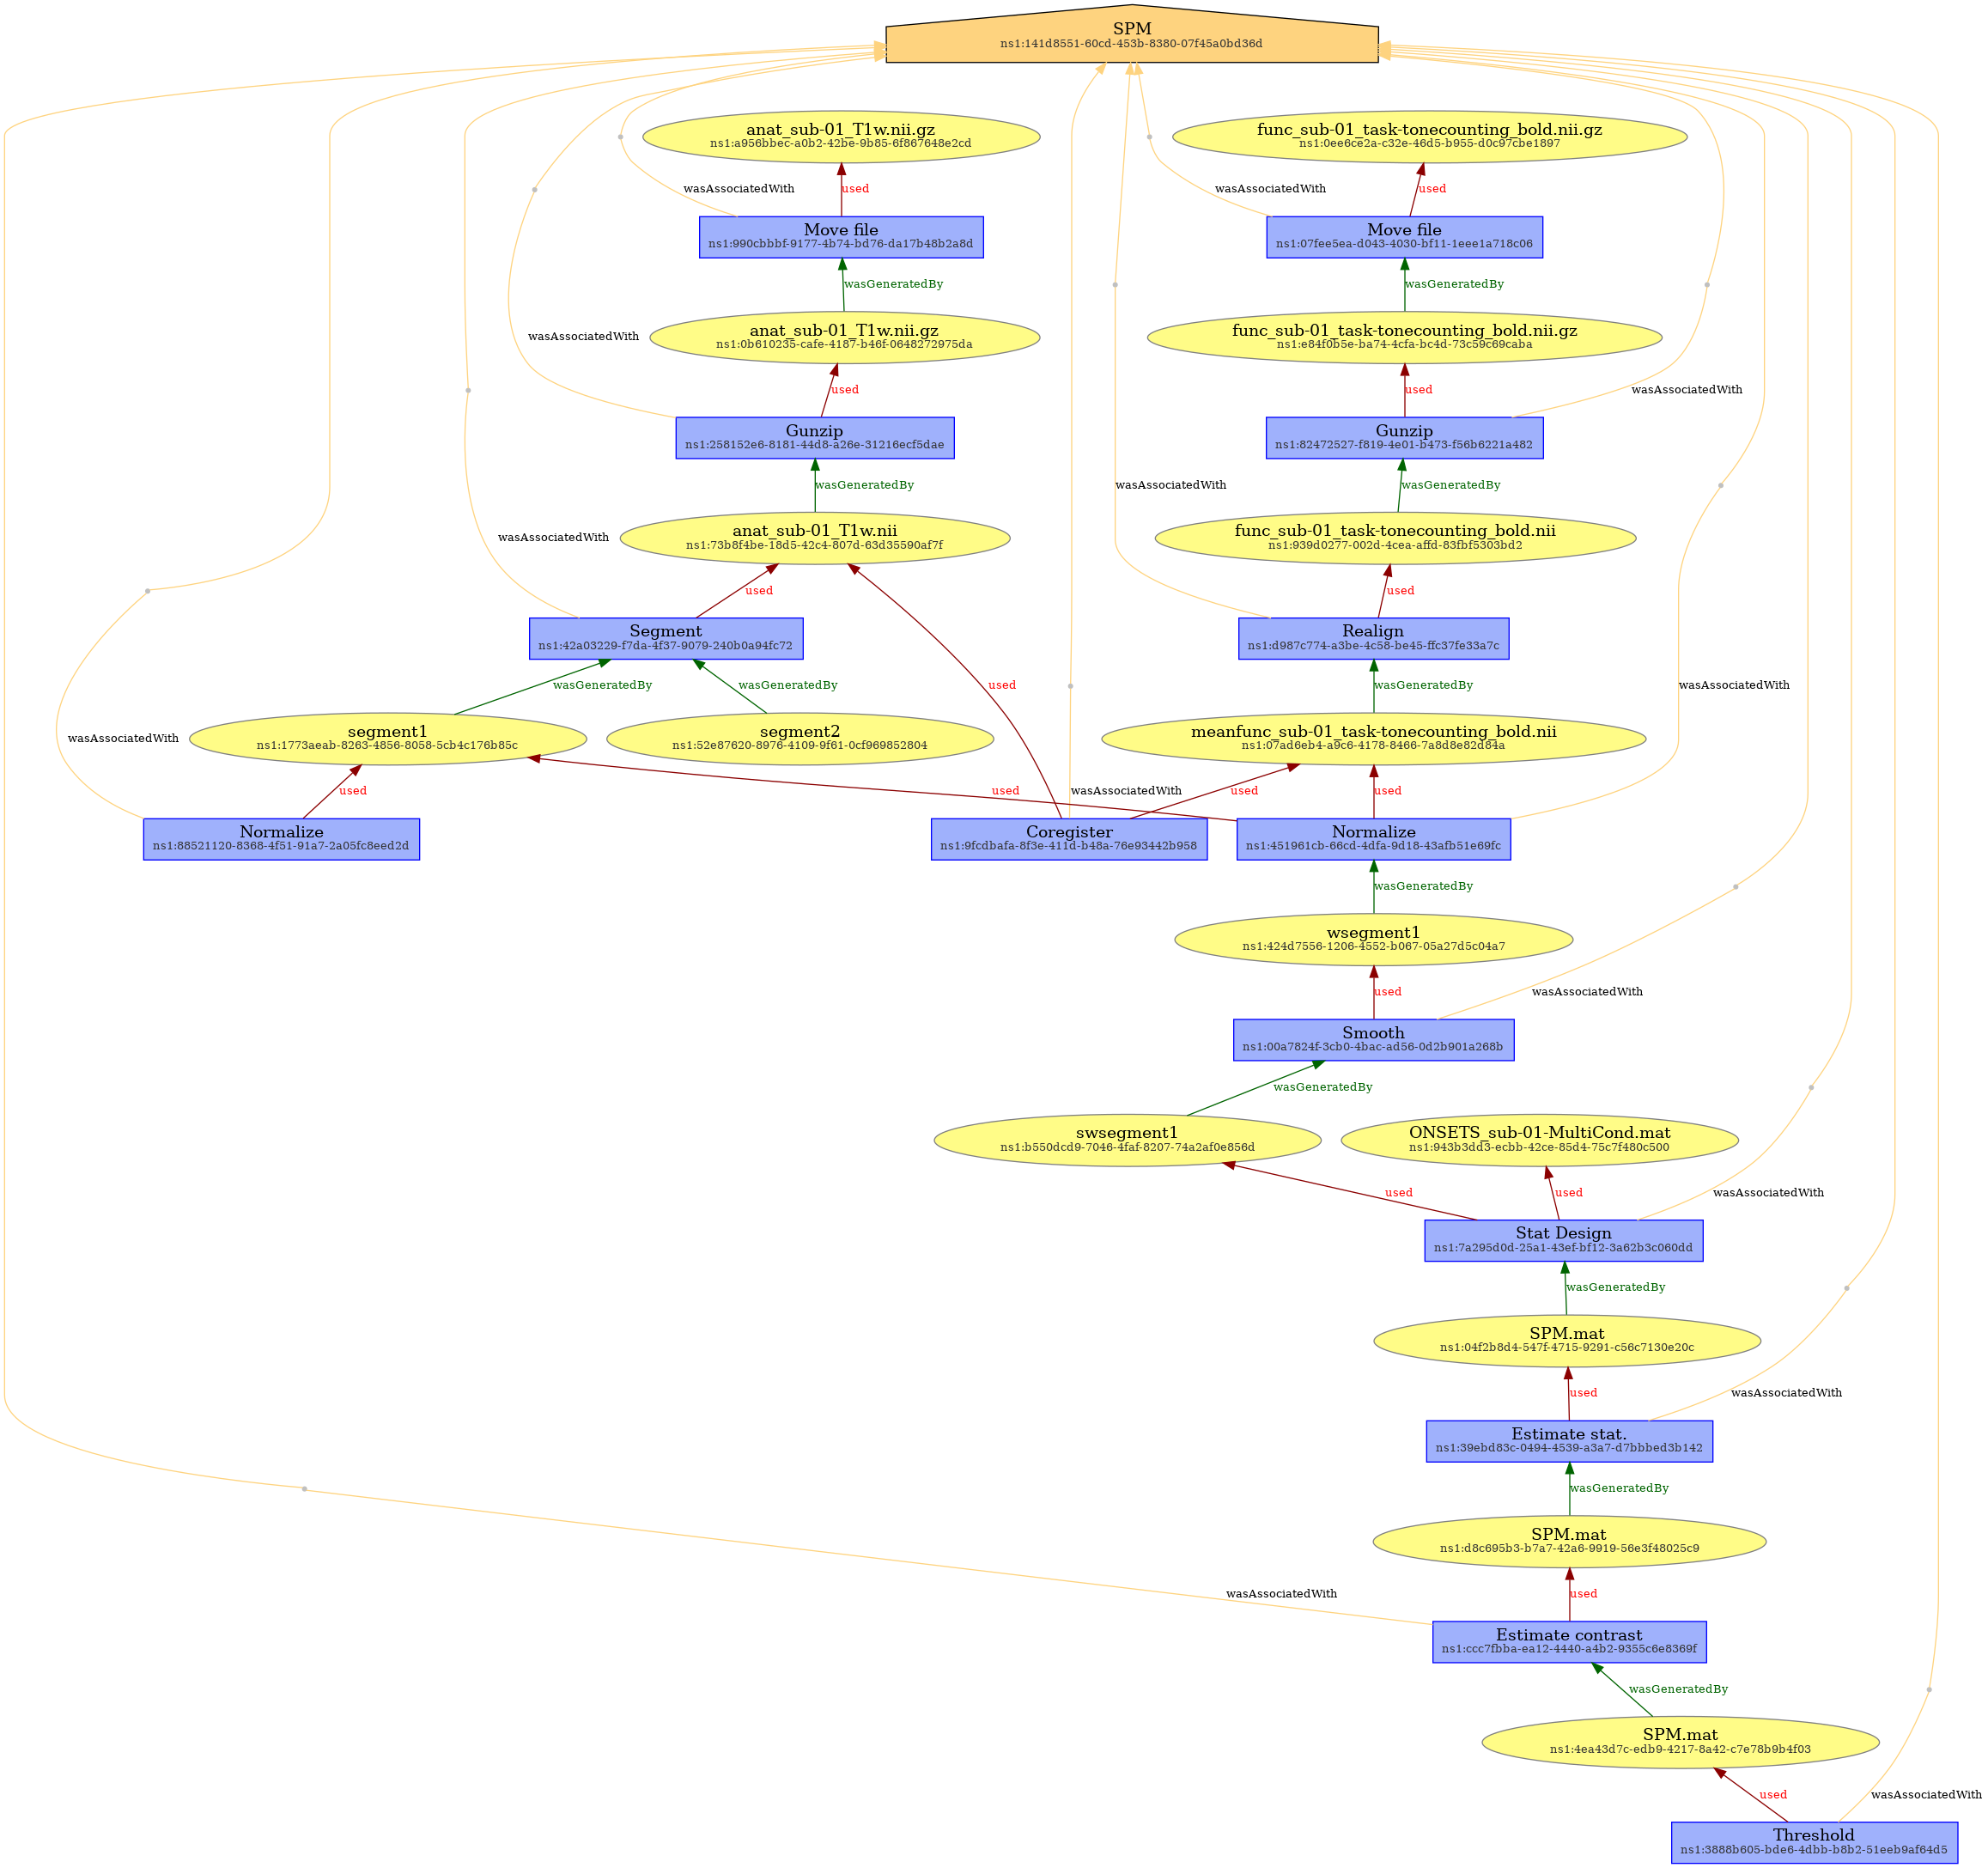 SPM
ns1:141d8551-60cd-453b-8380-07f45a0bd36d
anat_sub-01_T1w.nii.gz
ns1:a956bbec-a0b2-42be-9b85-6f867648e2cd
func_sub-01_task-tonecounting_bold.nii.gz
ns1:0ee6ce2a-c32e-46d5-b955-d0c97cbe1897
wasAssociatedWith
used
wasAssociatedWith
used
Move file
ns1:990cbbbf-9177-4b74-bd76-da17b48b2a8d
Move file
ns1:07fee5ea-d043-4030-bf11-1eee1a718c06
wasGeneratedBy
wasGeneratedBy
wasAssociatedWith
anat_sub-01_T1w.nii.gz
ns1:0b610235-cafe-4187-b46f-0648272975da
func_sub-01_task-tonecounting_bold.nii.gz
ns1:e84f0b5e-ba74-4cfa-bc4d-73c59c69caba
used
used
wasAssociatedWith
Gunzip
ns1:258152e6-8181-44d8-a26e-31216ecf5dae
Gunzip
ns1:82472527-f819-4e01-b473-f56b6221a482
wasGeneratedBy
wasAssociatedWith
wasGeneratedBy
wasAssociatedWith
anat_sub-01_T1w.nii
ns1:73b8f4be-18d5-42c4-807d-63d35590af7f
func_sub-01_task-tonecounting_bold.nii
ns1:939d0277-002d-4cea-affd-83fbf5303bd2
used
used
Segment
ns1:42a03229-f7da-4f37-9079-240b0a94fc72
Realign
ns1:d987c774-a3be-4c58-be45-ffc37fe33a7c
wasGeneratedBy
wasGeneratedBy
used
wasGeneratedBy
wasAssociatedWith
wasAssociatedWith
segment1
ns1:1773aeab-8263-4856-8058-5cb4c176b85c
segment2
ns1:52e87620-8976-4109-9f61-0cf969852804
meanfunc_sub-01_task-tonecounting_bold.nii
ns1:07ad6eb4-a9c6-4178-8466-7a8d8e82d84a
used
used
wasAssociatedWith
used
used
Normalize
ns1:88521120-8368-4f51-91a7-2a05fc8eed2d
Coregister
ns1:9fcdbafa-8f3e-411d-b48a-76e93442b958
Normalize
ns1:451961cb-66cd-4dfa-9d18-43afb51e69fc
wasGeneratedBy
wsegment1
ns1:424d7556-1206-4552-b067-05a27d5c04a7
used
wasAssociatedWith
Smooth
ns1:00a7824f-3cb0-4bac-ad56-0d2b901a268b
wasGeneratedBy
swsegment1
ns1:b550dcd9-7046-4faf-8207-74a2af0e856d
ONSETS_sub-01-MultiCond.mat
ns1:943b3dd3-ecbb-42ce-85d4-75c7f480c500
used
used
wasAssociatedWith
Stat Design
ns1:7a295d0d-25a1-43ef-bf12-3a62b3c060dd
wasGeneratedBy
SPM.mat
ns1:04f2b8d4-547f-4715-9291-c56c7130e20c
used
wasAssociatedWith
Estimate stat.
ns1:39ebd83c-0494-4539-a3a7-d7bbbed3b142
wasGeneratedBy
SPM.mat
ns1:d8c695b3-b7a7-42a6-9919-56e3f48025c9
wasAssociatedWith
used
Estimate contrast
ns1:ccc7fbba-ea12-4440-a4b2-9355c6e8369f
wasGeneratedBy
SPM.mat
ns1:4ea43d7c-edb9-4217-8a42-c7e78b9b4f03
used
wasAssociatedWith
Threshold
ns1:3888b605-bde6-4dbb-b8b2-51eeb9af64d5